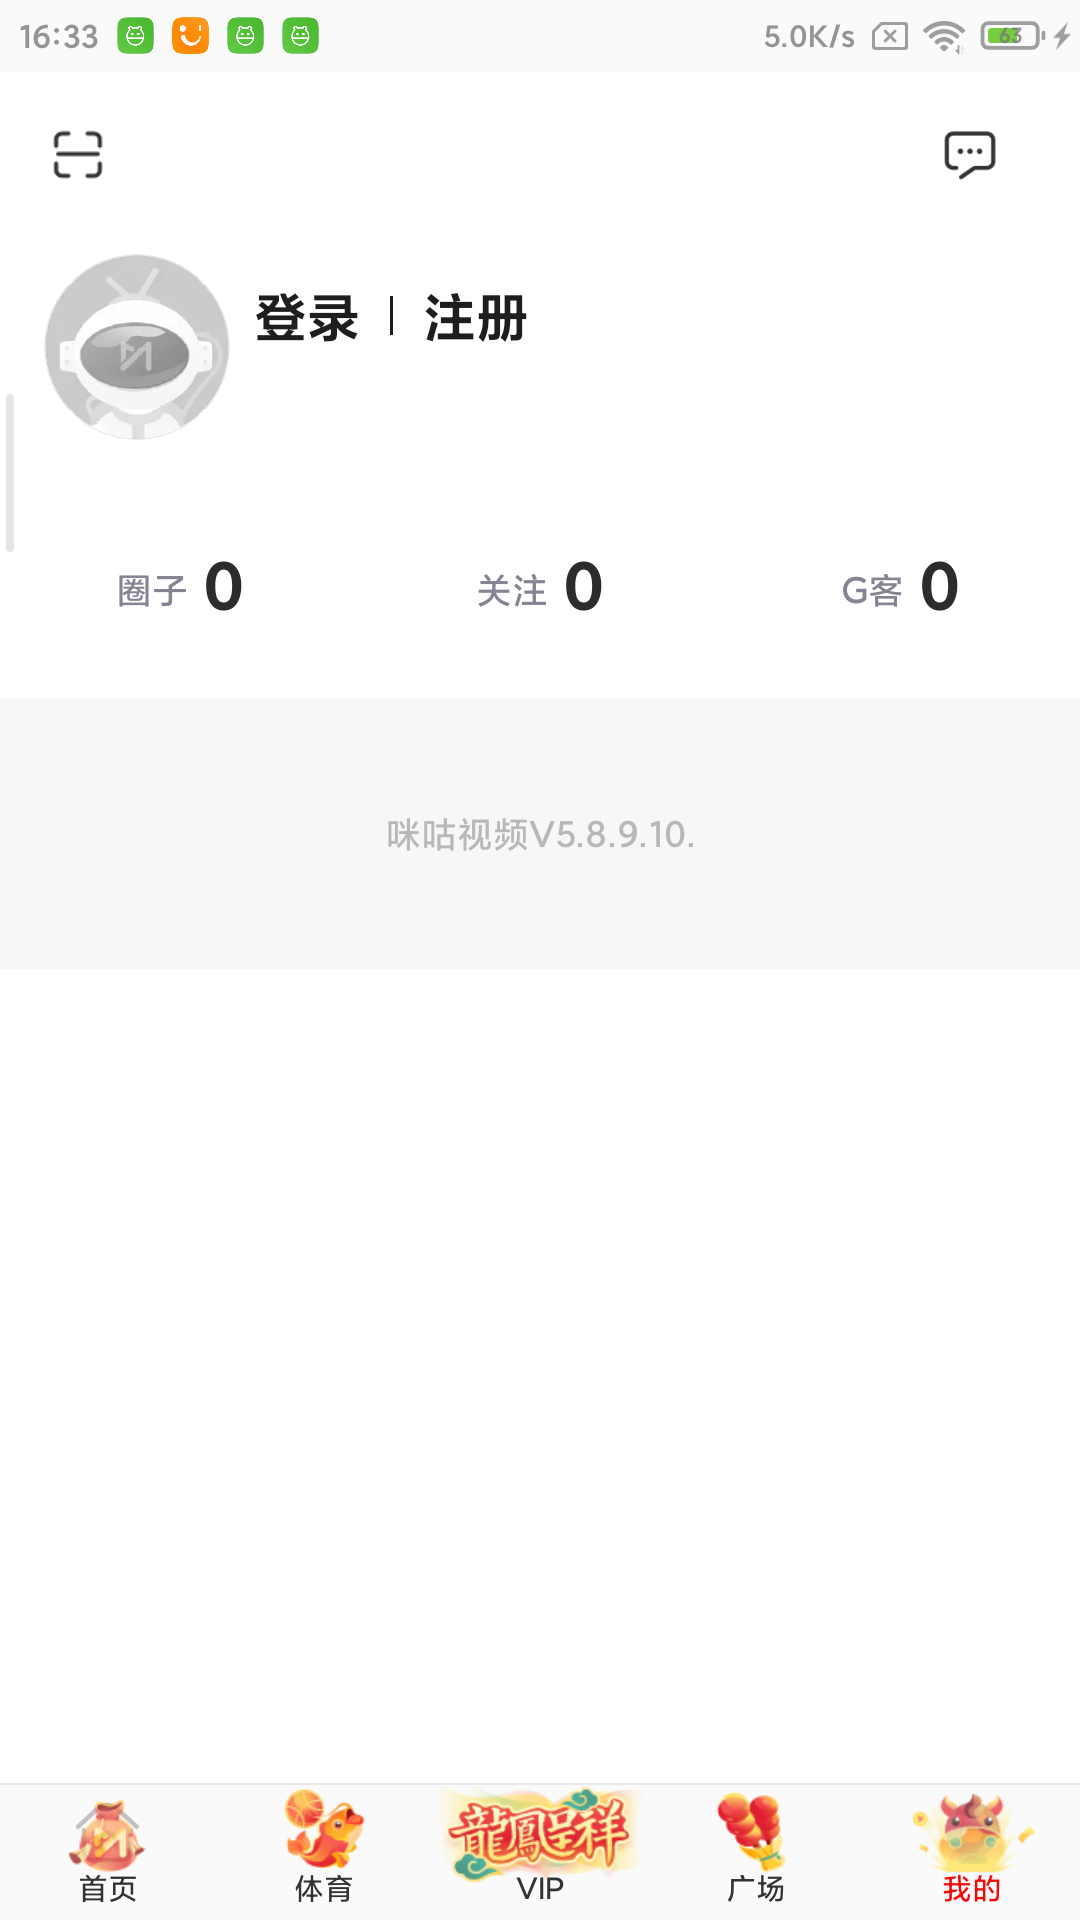 16:33 5.0K/s 63
登录 注册
圈子 0 关注 0 G客 0
咪咕视频V5.8.9.10.
龍鳳呈祥
首页 体育 VIP 广场 我的